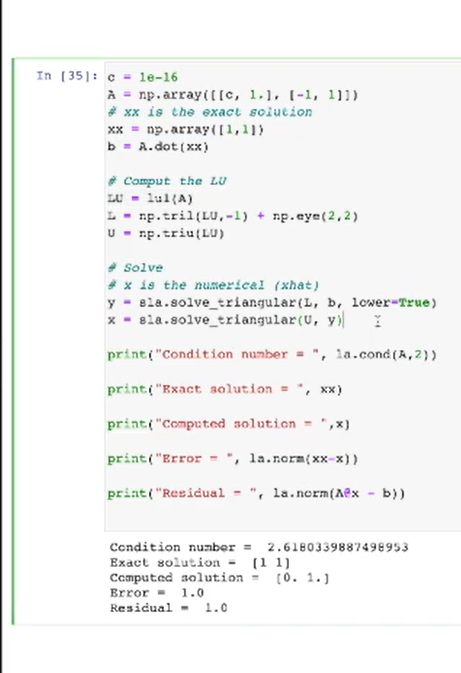 In [35]: c = 1e-16
A = np.array([[c, 1.], [-1, 1]])
# xx is the exact solution
xx = np.array([1,1])
b = A.dot(xx)
# Comput the LU
LU = lu1(A)
L = np.tril(LU,-1) + np.eye(2,2)
U = np.triu(LU)
# Solve
# x is the numerical (xhat)
y = sla.solve_triangular(L, b, lower=True)
x = sla.solve_triangular(U, y)
print("Condition number = ", la.cond(A,2))
print("Exact solution = ", xx)
print("Computed solution = ",x)
print("Error = ", la.norm(xx-x))
print("Residual = ", la.norm(A@x - b))
Condition number =  2.6180339887498953
Exact solution =  [1 1]
Computed solution =  [0. 1.]
Error =  1.0
Residual =  1.0